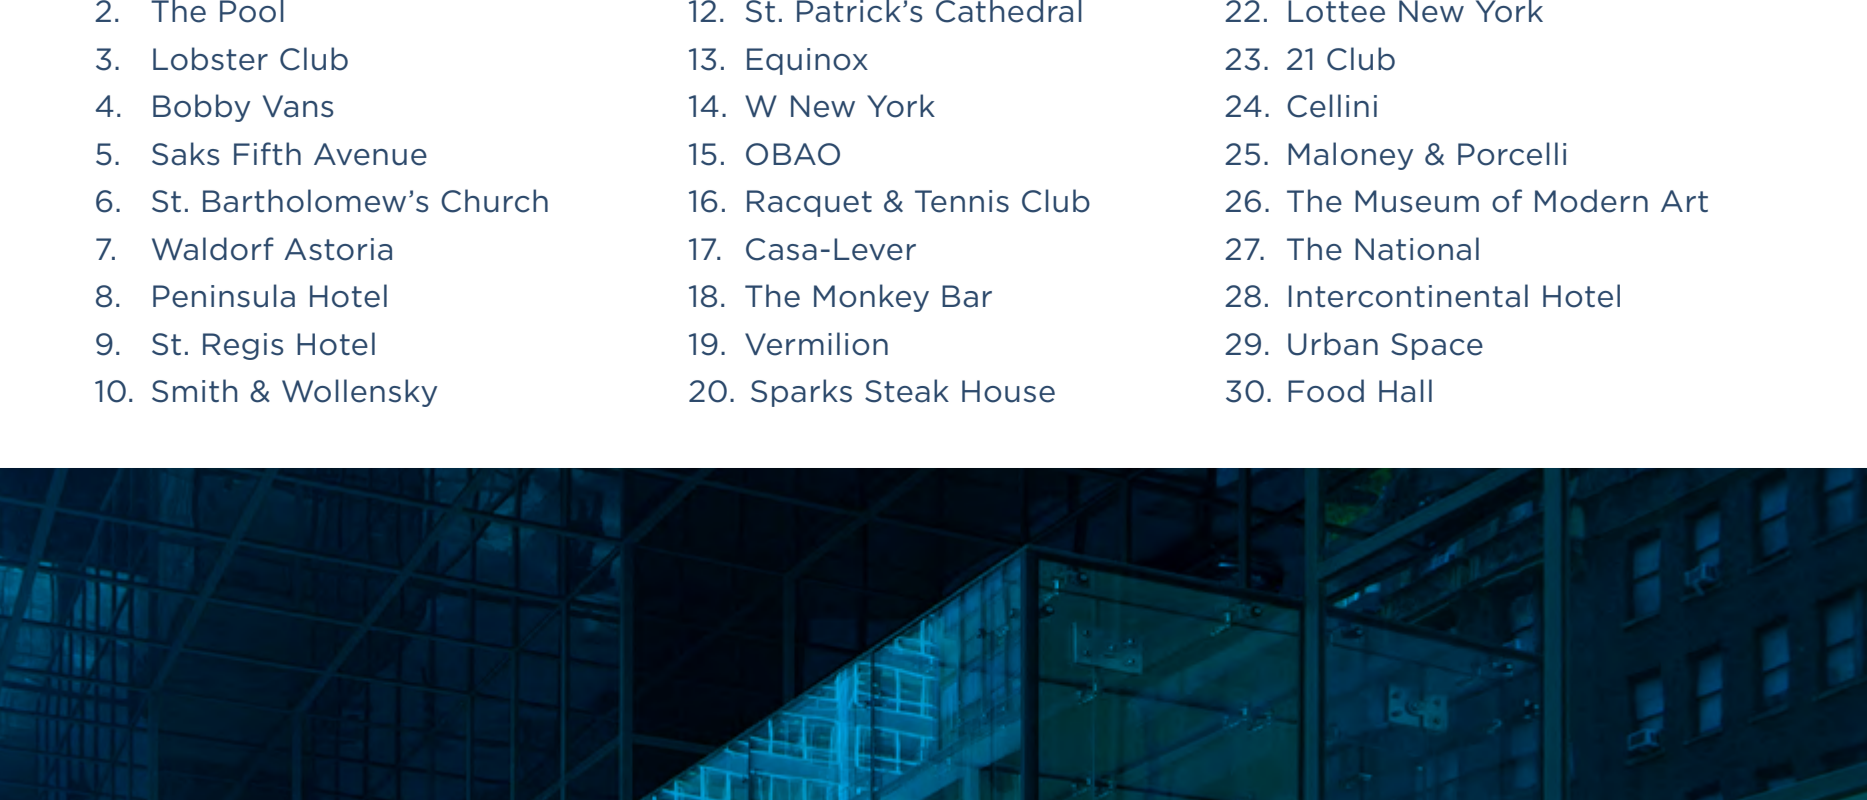 2. The Pool
3. Lobster Club
4. Bobby Vans
5. Saks Fifth Avenue
6. St. Bartholomew’s Church
7. Waldorf Astoria
8. Peninsula Hotel
9. St. Regis Hotel
10. Smith & Wollensky
12. St. Patrick’s Cathedral
13. Equinox
14. W New York
15. OBAO
16. Racquet & Tennis Club
17. Casa-Lever
18. The Monkey Bar
19. Vermilion
20. Sparks Steak House
22. Lottee New York
23. 21 Club
24. Cellini
25. Maloney & Porcelli
26. The Museum of Modern Art
27. The National
28. Intercontinental Hotel
29. Urban Space
30. Food Hall